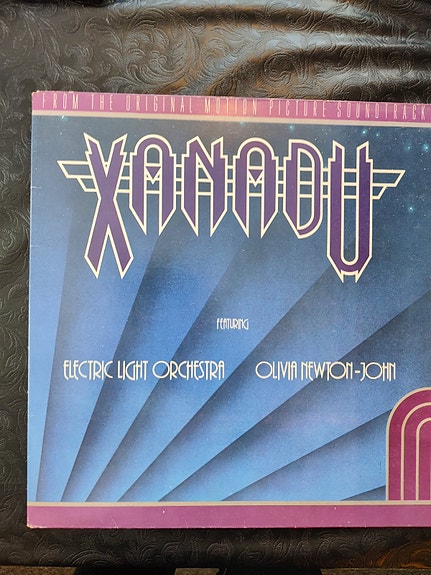 FROM THE ORIGINAL MOTION PICTURE SOUNDTRACK
XANADU
FEATURING
ELECTRIC LIGHT ORCHESTRA OLIVIA NEWTON-JOHN